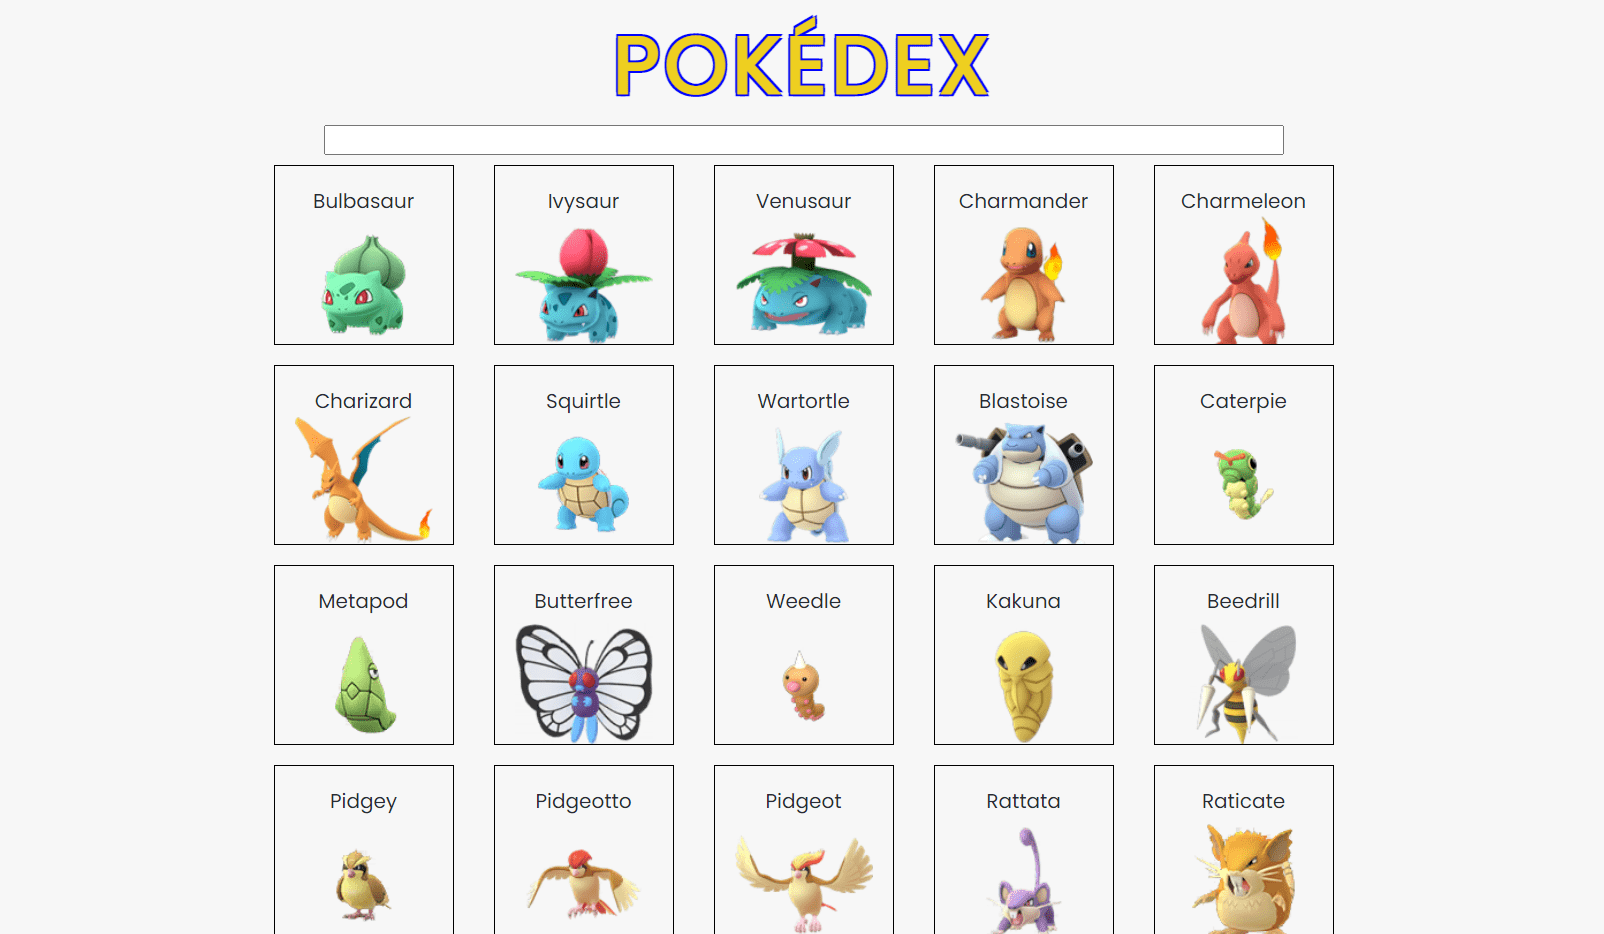 POKÉDEX
Bulbasaur
Ivysaur
Venusaur
Charmander
Charmeleon
Charizard
Squirtle
Wartortle
Blastoise
Caterpie
Metapod
Butterfree
Weedle
Kakuna
Beedrill
Pidgey
Pidgeotto
Pidgeot
Rattata
Raticate